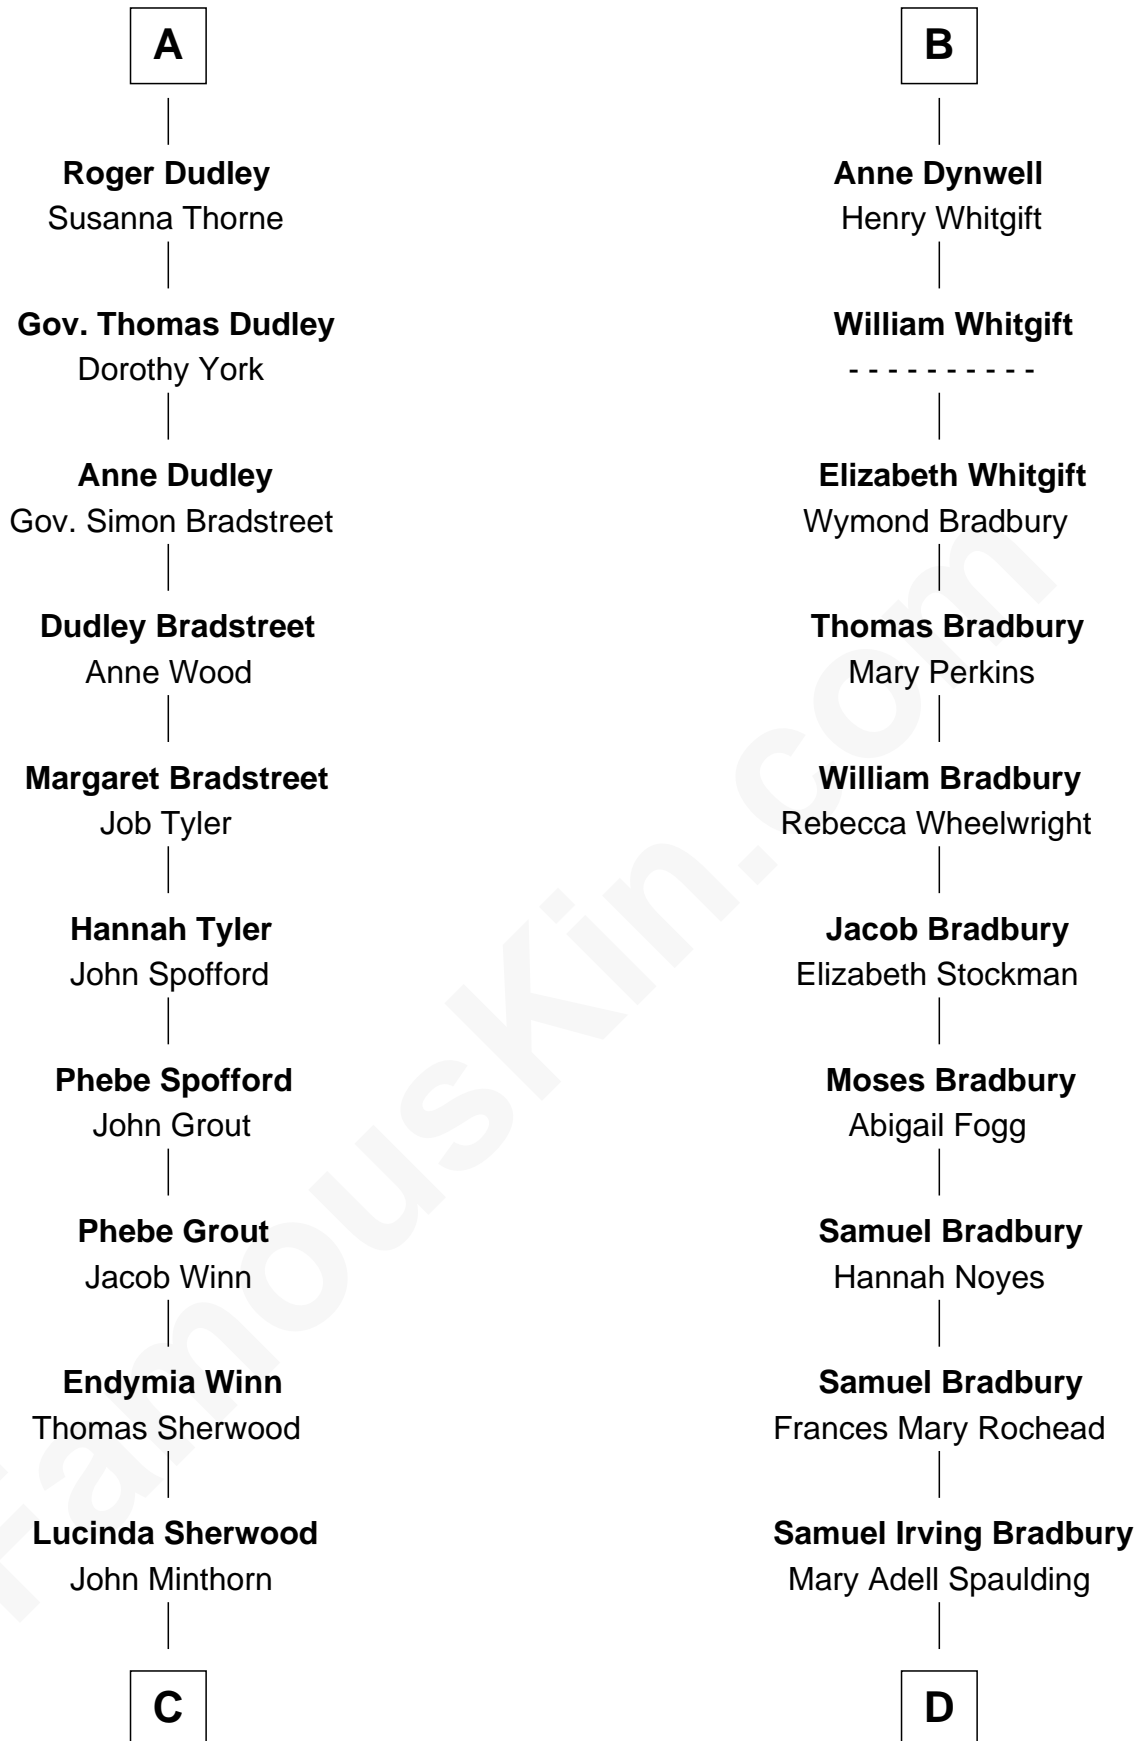 A
Roger Dudley
Susanna Thorne
Gov. Thomas Dudley
Dorothy York
Anne Dudley
Gov. Simon Bradstreet
Dudley Bradstreet
Anne Wood
Margaret Bradstreet
Job Tyler
Hannah Tyler
John Spofford
Phebe Spofford
John Grout
Phebe Grout
Jacob Winn
Endymia Winn
Thomas Sherwood
Lucinda Sherwood
John Minthorn
C
B
Anne Dynwell
Henry Whitgift
William Whitgift
- - - - - - - - - -
Elizabeth Whitgift
Wymond Bradbury
Thomas Bradbury
Mary Perkins
William Bradbury
Rebecca Wheelwright
Jacob Bradbury
Elizabeth Stockman
Moses Bradbury
Abigail Fogg
Samuel Bradbury
Hannah Noyes
Samuel Bradbury
Frances Mary Rochead
Samuel Irving Bradbury
Mary Adell Spaulding
D
FamousKin.com